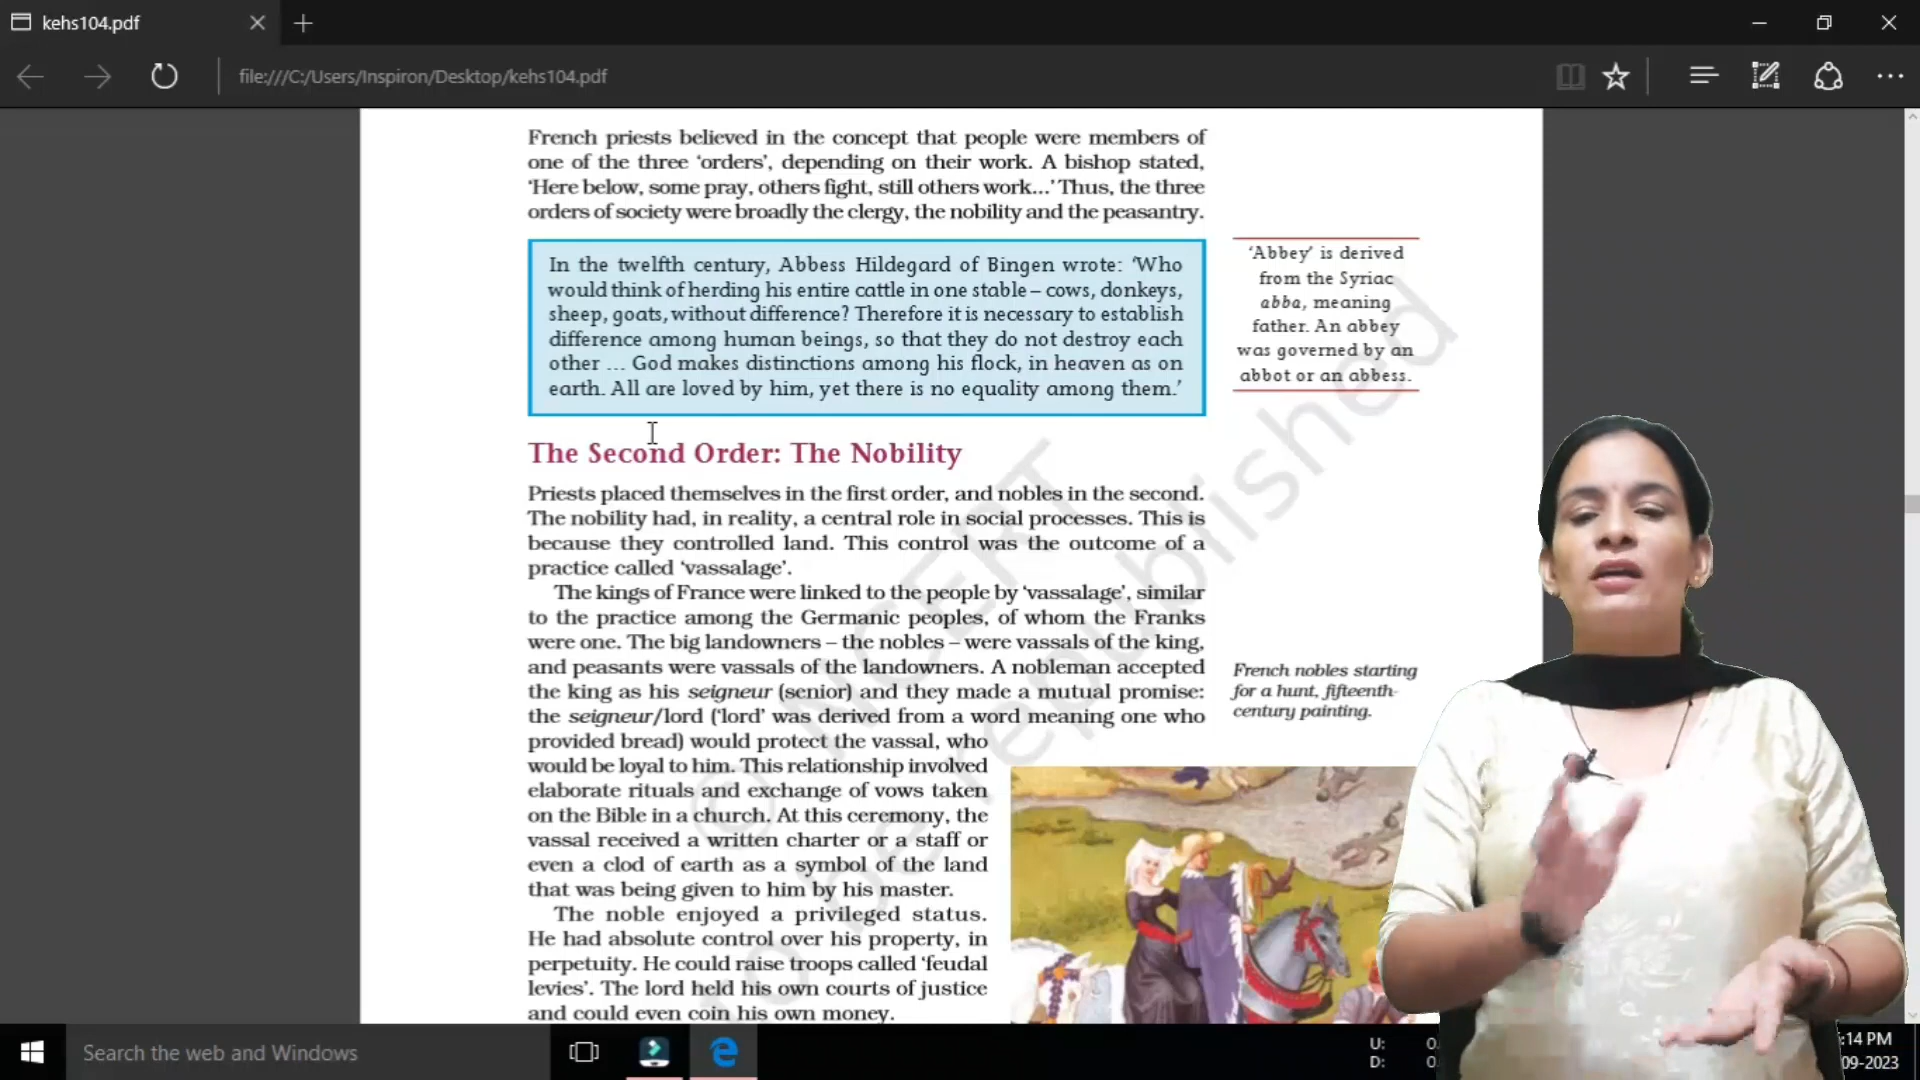 kehs104.pdf
file:///C:/Users/Inspiron/Desktop/kehs104.pdf
French priests believed in the concept that people were members of
one of the three ‘orders’, depending on their work. A bishop stated,
‘Here below, some pray, others fight, still others work...’ Thus, the three
orders of society were broadly the clergy, the nobility and the peasantry.
In the twelfth century, Abbess Hildegard of Bingen wrote: ‘Who
would think of herding his entire cattle in one stable – cows, donkeys,
sheep, goats, without difference? Therefore it is necessary to establish
difference among human beings, so that they do not destroy each
other ... God makes distinctions among his flock, in heaven as on
earth. All are loved by him, yet there is no equality among them.’
‘Abbey’ is derived
from the Syriac
abba, meaning
father. An abbey
was governed by an
abbot or an abbess.
The Second Order: The Nobility
Priests placed themselves in the first order, and nobles in the second.
The nobility had, in reality, a central role in social processes. This is
because they controlled land. This control was the outcome of a
practice called ‘vassalage’.
The kings of France were linked to the people by ‘vassalage’, similar
to the practice among the Germanic peoples, of whom the Franks
were one. The big landowners – the nobles – were vassals of the king,
and peasants were vassals of the landowners. A nobleman accepted
the king as his seigneur (senior) and they made a mutual promise:
the seigneur/lord (‘lord’ was derived from a word meaning one who
provided bread) would protect the vassal, who
would be loyal to him. This relationship involved
elaborate rituals and exchange of vows taken
on the Bible in a church. At this ceremony, the
vassal received a written charter or a staff or
even a clod of earth as a symbol of the land
that was being given to him by his master.
The noble enjoyed a privileged status.
He had absolute control over his property, in
perpetuity. He could raise troops called ‘feudal
levies’. The lord held his own courts of justice
and could even coin his own money.
French nobles starting
for a hunt, fifteenth-
century painting.
© NCERT
be republished
Search the web and Windows
U: 0
D: 0
:14 PM
09-2023